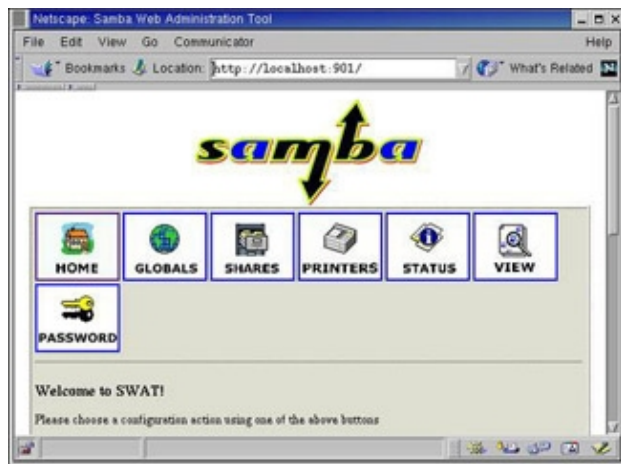 Netscape: Samba Web Administration Tool
File Edit View Go Communicator Help
Bookmarks Location: http://localhost:901/ What's Related
samba
HOME GLOBALS SHARES PRINTERS STATUS VIEW
PASSWORD
Welcome to SWAT!
Please choose a configuration action using one of the above buttons